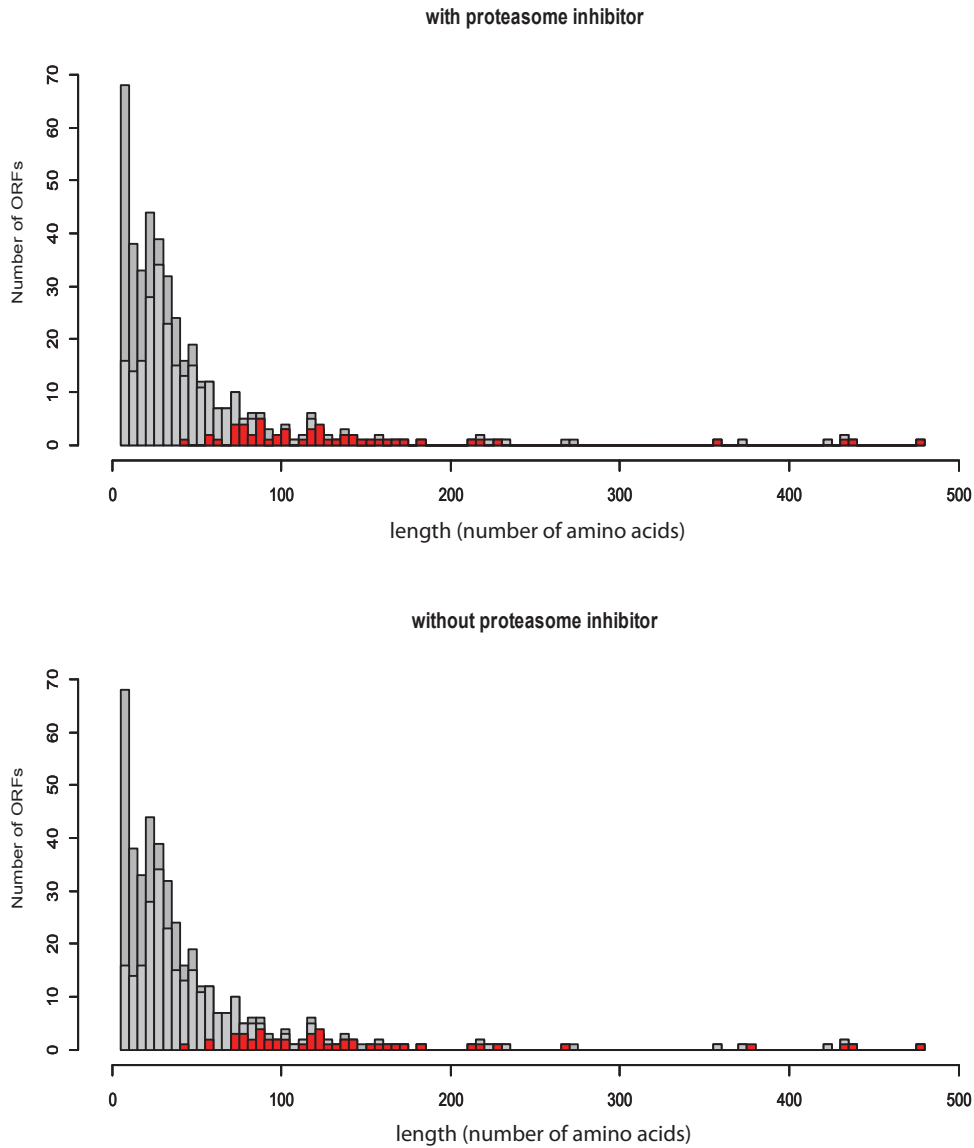 with proteasome inhibitor
Number of ORFs
70
60
50
40
30
20
10
0
0 100 200 300 400 500
length (number of amino acids)
without proteasome inhibitor
Number of ORFs
70
60
50
40
30
20
10
0
0 100 200 300 400 500
length (number of amino acids)